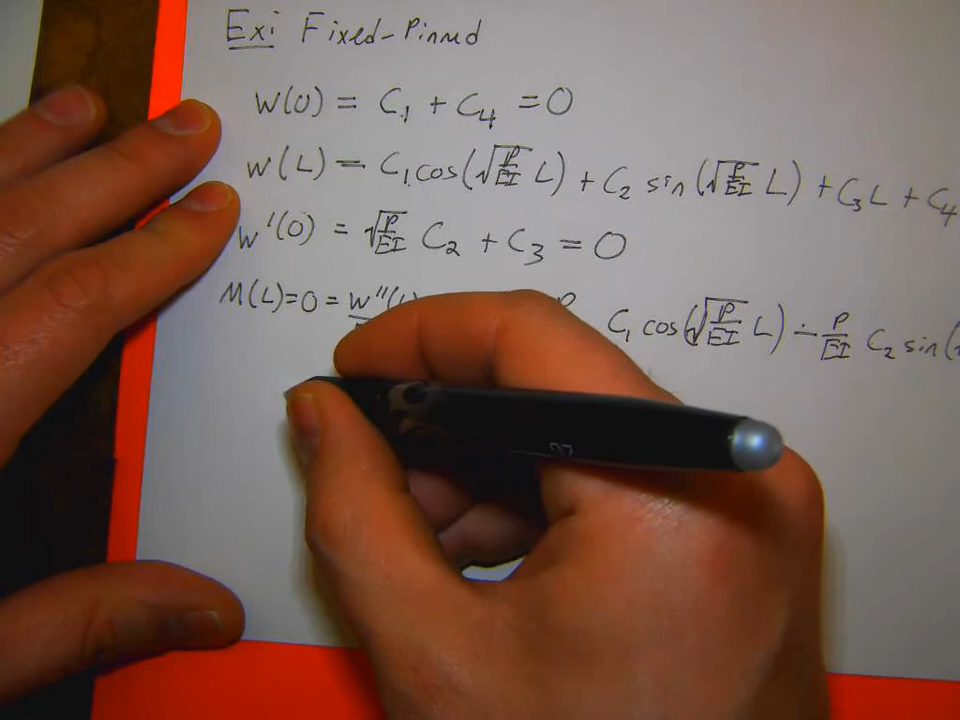 Ex: Fixed-Pinned
W(0) = C₁ + C₄ = 0
W(L) = C₁ cos(√(P/EI) L) + C₂ sin(√(P/EI) L) + C₃L + C₄
W'(0) = √(P/EI) C₂ + C₃ = 0
M(L)=0= W''( P C₁ cos(√(P/EI) L) - P/EI C₂ sin(